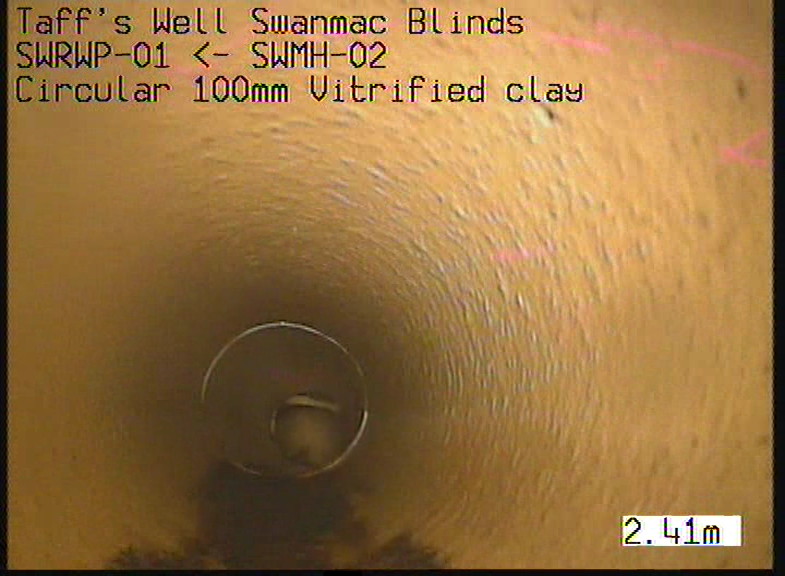 Taff's Well Swanmac Blinds
SWRWP-01 <- SWMH-02
Circular 100mm Vitrified clay
2.41m